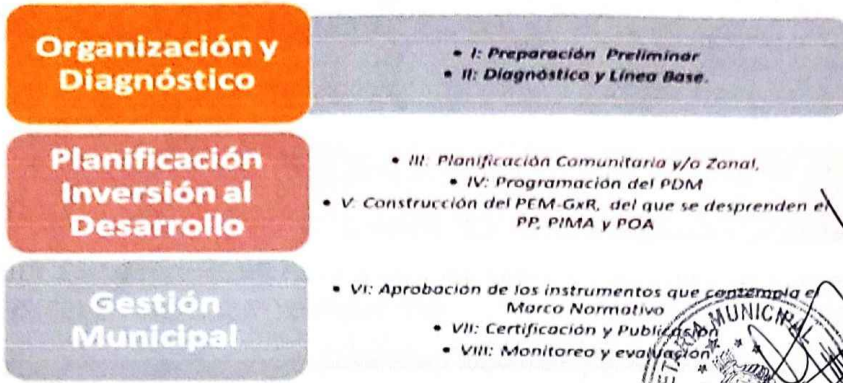 Organización y
Diagnóstico
• I: Preparación Preliminar
• II: Diagnóstico y Línea Base.
Planificación
Inversión al
Desarrollo
• III: Planificación Comunitaria y/o Zonal,
• IV: Programación del PDM
• V: Construcción del PEM-GxR, del que se desprenden el
PP, PIMA y POA
Gestión
Municipal
• VI: Aprobación de los instrumentos que contempla el
Marco Normativo
• VII: Certificación y Publicación
• VIII: Monitoreo y evaluación
MUNICIPAL